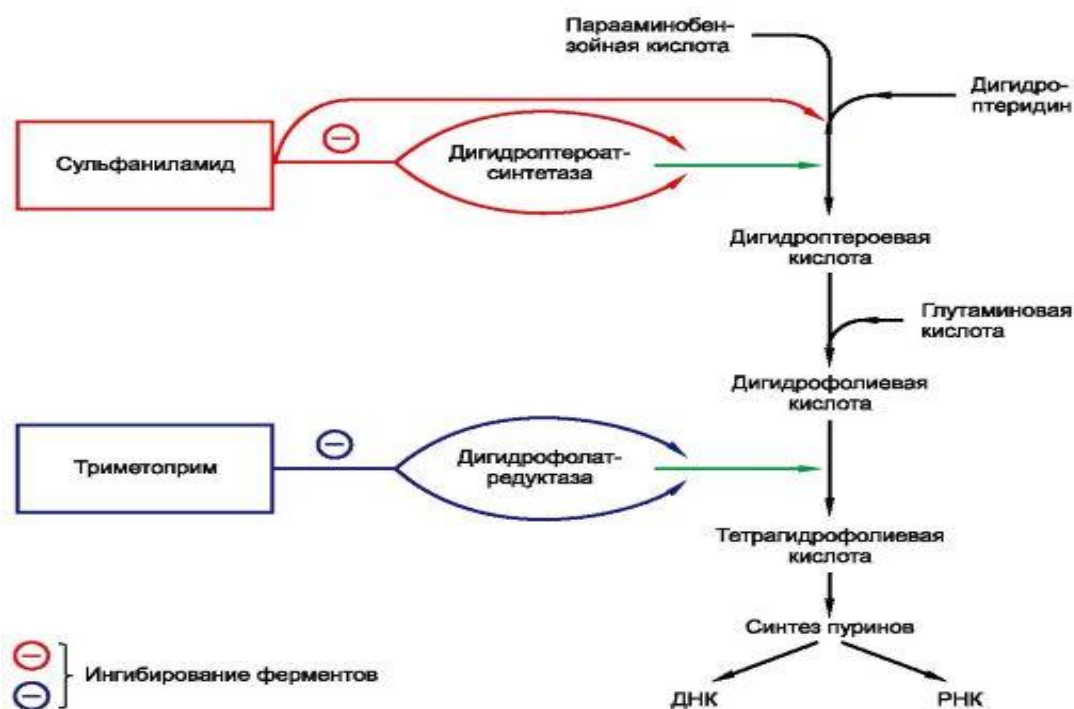 Парааминобен-
зойная кислота
Дигидро-
птеридин
Сульфаниламид
Дигидроптероат-
синтетаза
Дигидроптероевая
кислота
Глутаминовая
кислота
Дигидрофолиевая
кислота
Триметоприм
Дигидрофолат-
редуктаза
Тетрагидрофолиевая
кислота
Синтез пуринов
Ингибирование ферментов
ДНК
РНК